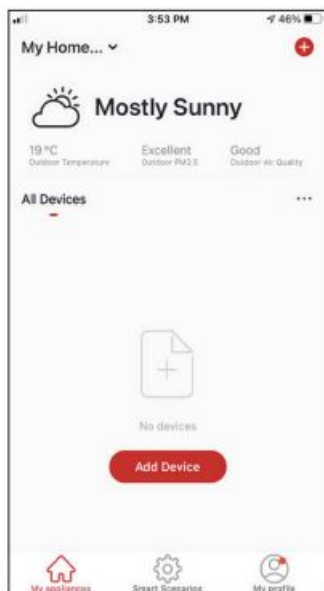 3:53 PM
46%
My Home...
Mostly Sunny
19 °C
Outdoor Temperature
Excellent
Outdoor PM2.5
Good
Outdoor Air Quality
All Devices
...
No devices
Add Device
My appliances
Smart Scenarios
My profile